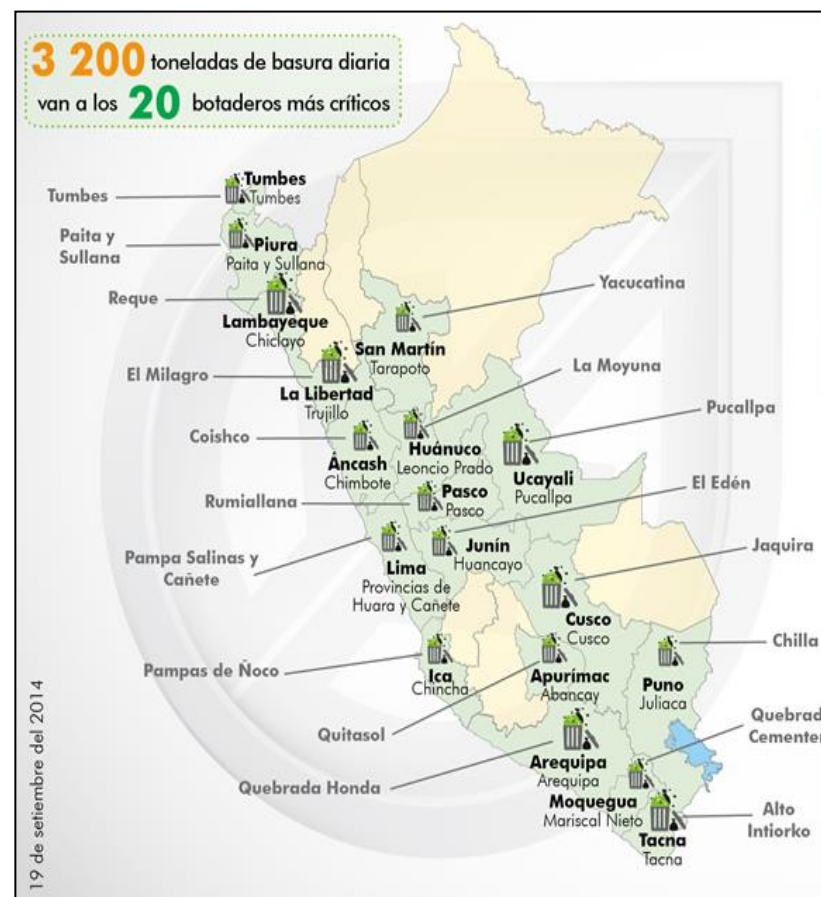 3 200 toneladas de basura diaria
van a los 20 botaderos más críticos
Tumbes
Tumbes
Tumbes
Paita y
Sullana
Piura
Paita y Sullana
Reque
Lambayeque
Chiclayo
Yacucatina
San Martín
Tarapoto
El Milagro
La Libertad
Trujillo
La Moyuna
Huánuco
Leoncio Prado
Pucallpa
Ucayali
Pucallpa
Coishco
Áncash
Chimbote
Rumiallana
Pasco
Pasco
El Edén
Junín
Huancayo
Pampa Salinas y
Cañete
Lima
Provincias de
Huara y Cañete
Jaquira
Cusco
Cusco
Pampas de Ñoco
Ica
Chincha
Quitasol
Apurímac
Abancay
Chilla
Puno
Juliaca
Quebrada Honda
Arequipa
Arequipa
Quebrad
Cementer
Moquegua
Mariscal Nieto
Alto
Intiorko
Tacna
Tacna
19 de setiembre del 2014